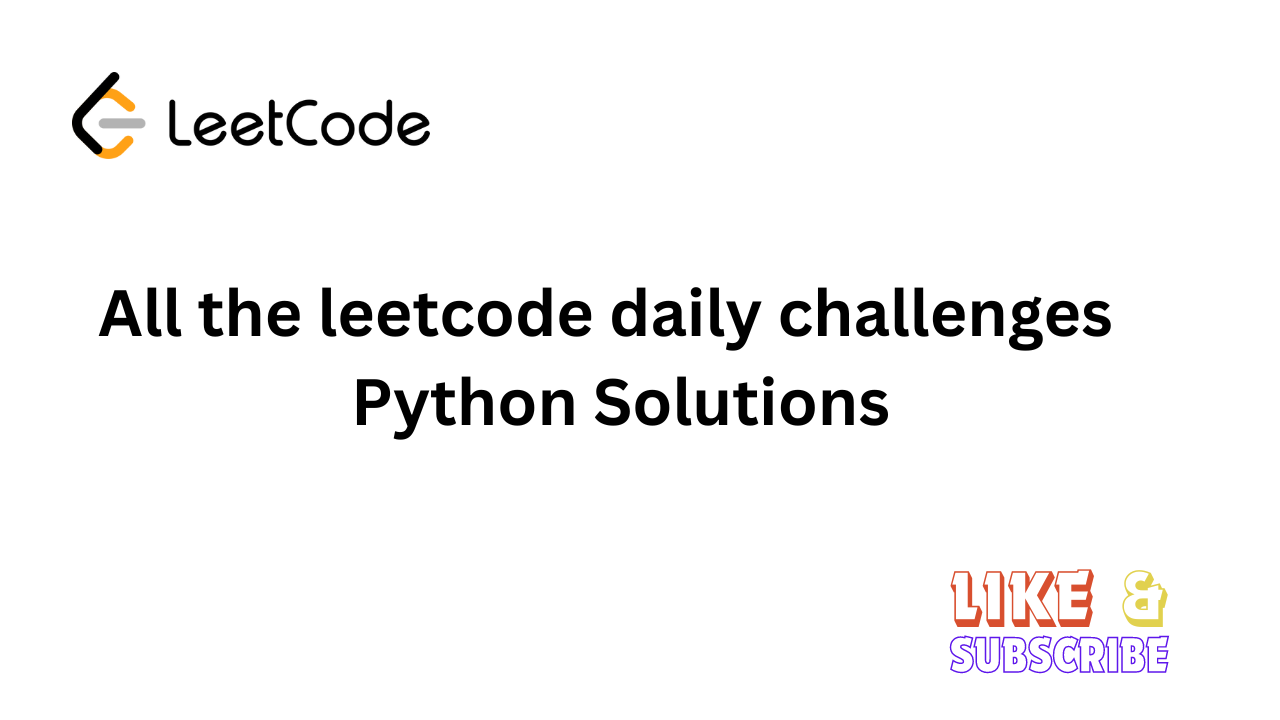 LeetCode
All the leetcode daily challenges
Python Solutions
LIKE &
SUBSCRIBE